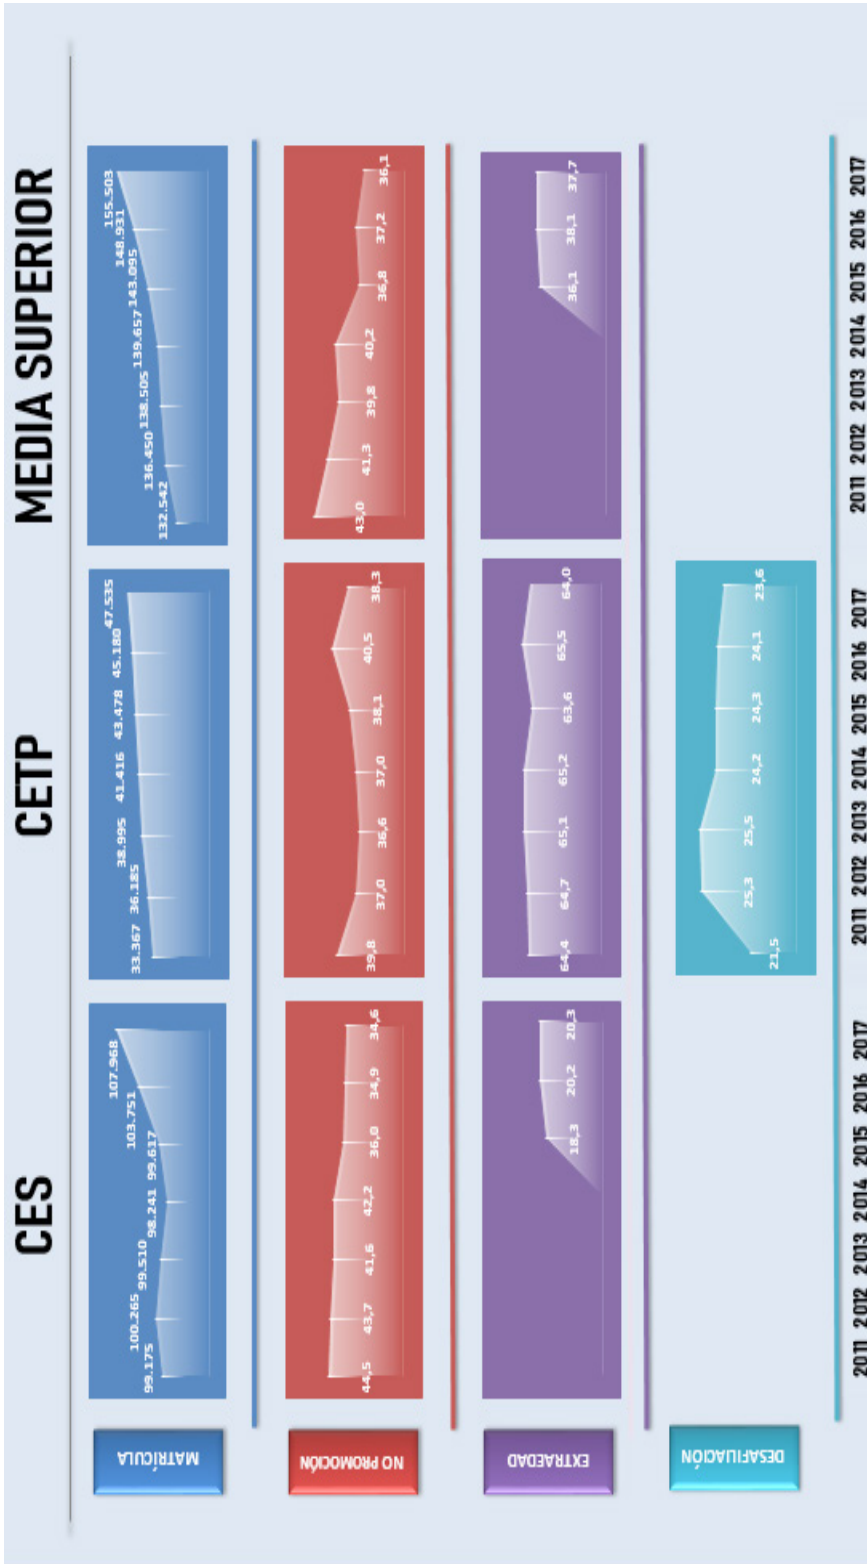 CES CETP MEDIA SUPERIOR
MATRÍCULA
99.175 100.265 99.510 98.241 99.617 103.751 107.968
33.367 36.185 38.995 41.416 43.478 45.180 47.535
132.542 136.450 138.505 139.657 143.095 148.931 155.503
NO PROMOCIÓN
44,5 43,7 41,6 42,2 36,0 34,9 34,6
39,8 37,0 36,6 37,0 38,1 40,5 38,3
43,0 41,3 39,8 40,2 36,8 37,2 36,1
EXTRAEDAD
18,3 20,2 20,3
64,4 64,7 65,1 65,2 63,6 65,5 64,0
36,1 38,1 37,7
DESAFILIACIÓN
21,5 25,3 25,5 24,2 24,3 24,1 23,6
2011 2012 2013 2014 2015 2016 2017
2011 2012 2013 2014 2015 2016 2017
2011 2012 2013 2014 2015 2016 2017